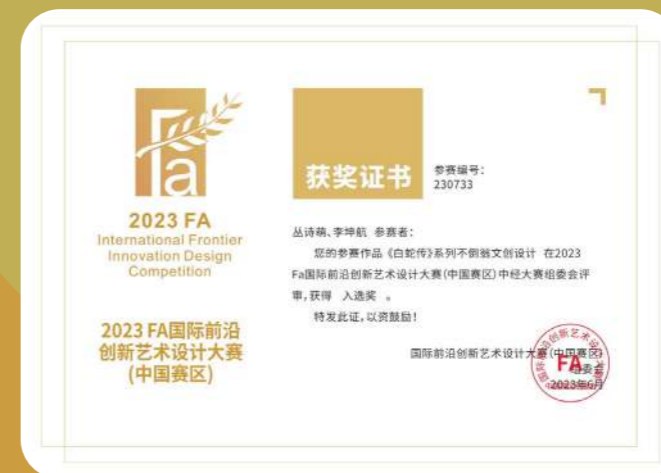 Fa
2023 FA
International Frontier
Innovation Design
Competition
2023 FA国际前沿
创新艺术设计大赛
(中国赛区)
获奖证书
参赛编号：
230733
丛诗萌、李坤航 参赛者：
您的参赛作品《白蛇传》系列不倒翁文创设计 在2023
Fa国际前沿创新艺术设计大赛(中国赛区)中经大赛组委会评
审，获得 入选奖 。
特发此证，以资鼓励！
国际前沿创新艺术设计大赛(中国赛区)
组委会
2023年6月
FA